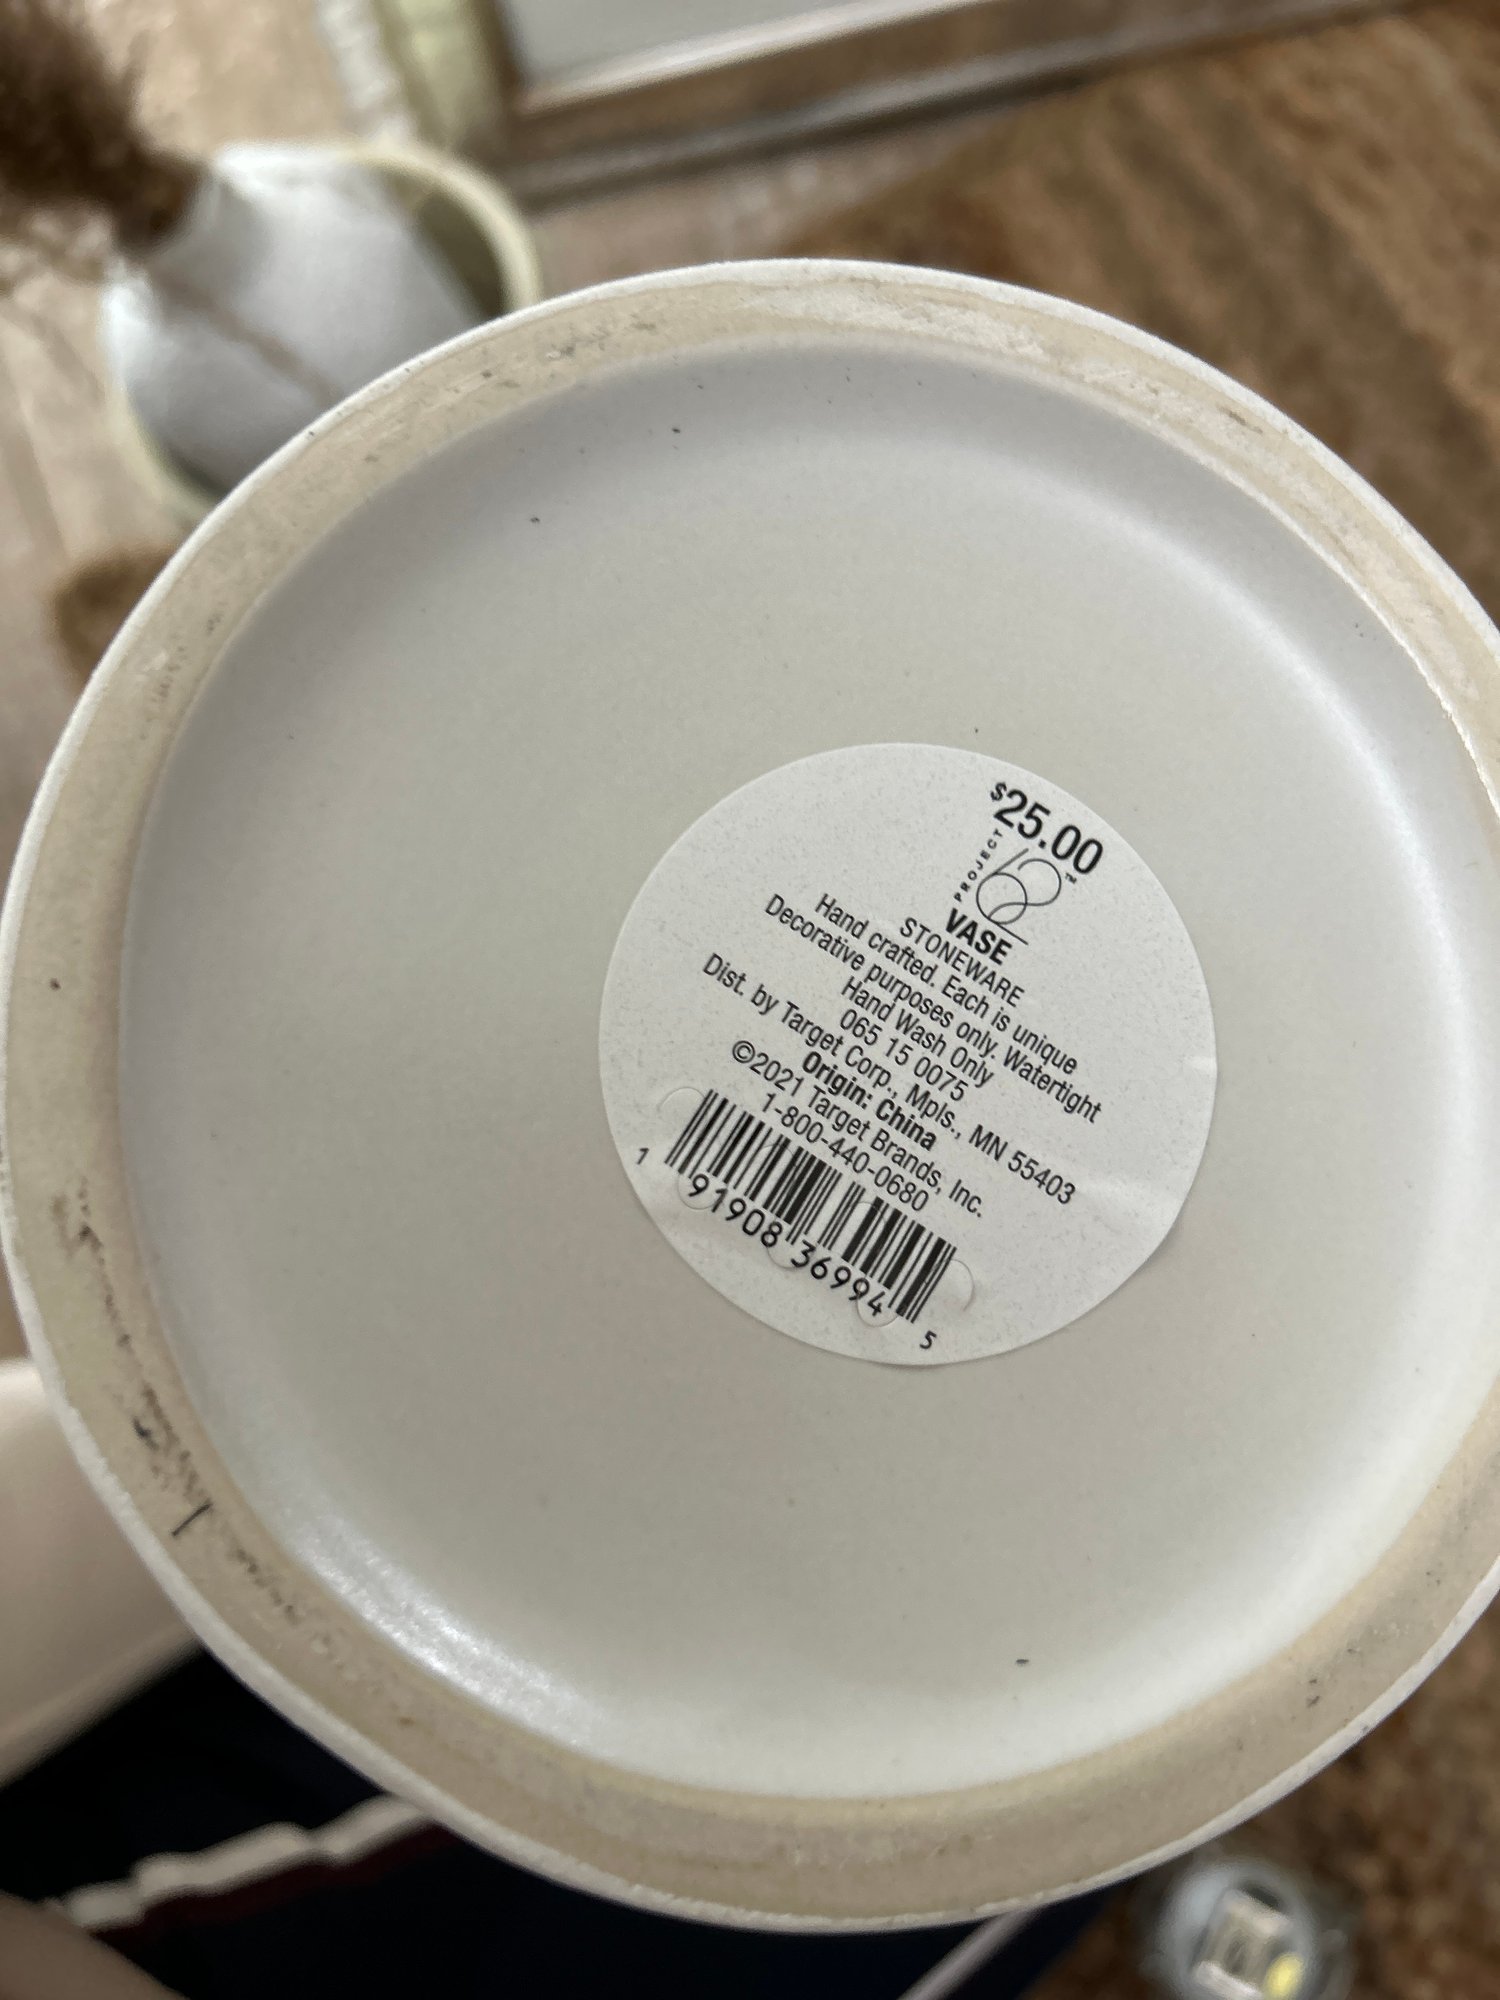 $25.00
PROJECT 62™
VASE
STONEWARE
Hand crafted. Each is unique
Decorative purposes only. Watertight
Hand Wash Only
065 15 0075
Dist. by Target Corp., Mpls., MN 55403
Origin: China
©2021 Target Brands, Inc.
1-800-440-0680
1 91908 36994 5